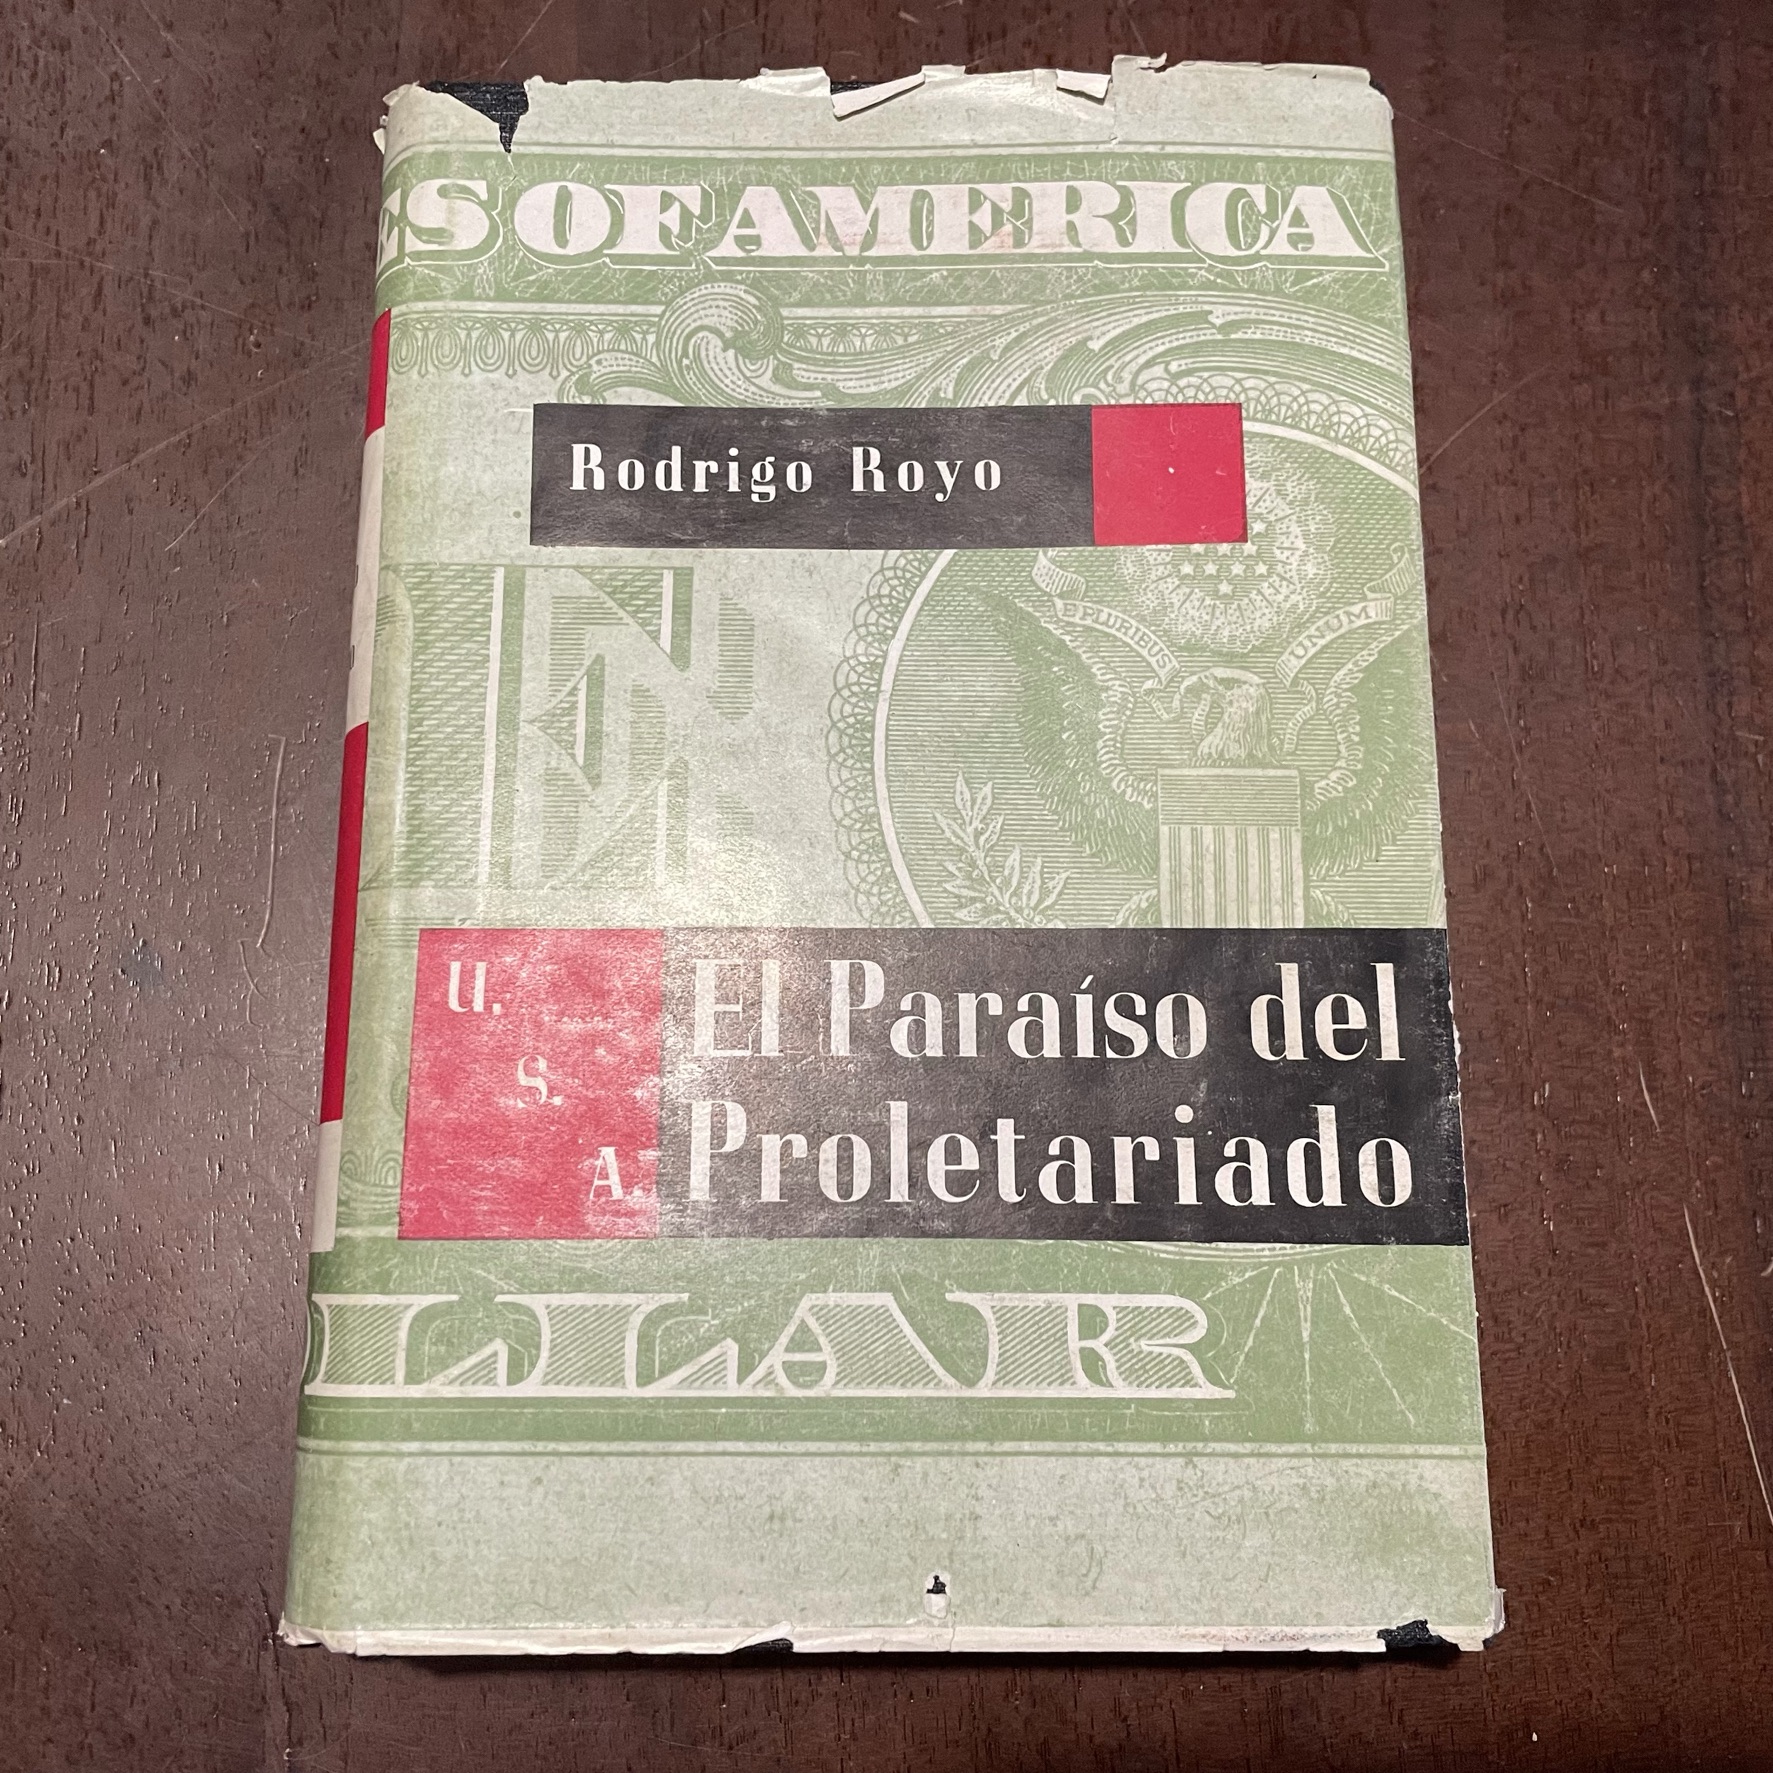 ES OF AMERICA
Rodrigo Royo
E PLURIBUS UNUM
E
U.
S.
A.
El Paraíso del
Proletariado
LLAR